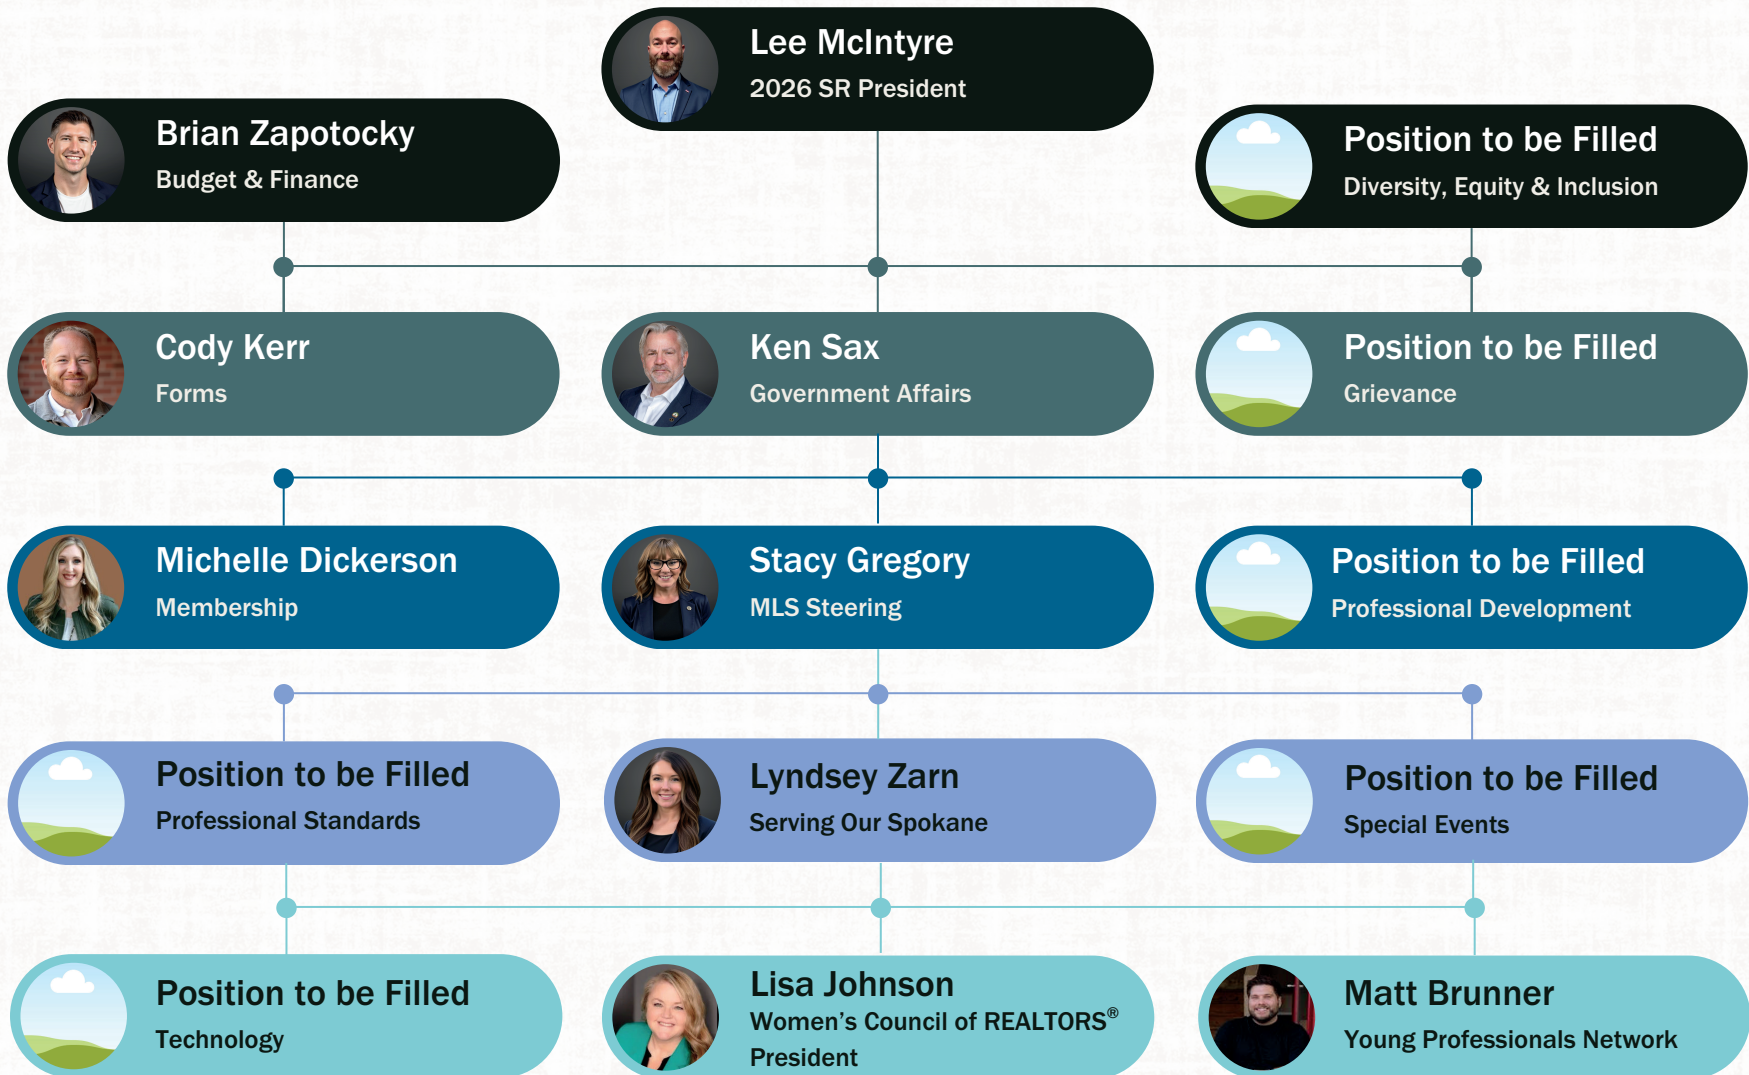 Lee McIntyre
2026 SR President
Brian Zapotocky
Budget & Finance
Position to be Filled
Diversity, Equity & Inclusion
Cody Kerr
Forms
Ken Sax
Government Affairs
Position to be Filled
Grievance
Michelle Dickerson
Membership
Stacy Gregory
MLS Steering
Position to be Filled
Professional Development
Position to be Filled
Professional Standards
Lyndsey Zarn
Serving Our Spokane
Position to be Filled
Special Events
Position to be Filled
Technology
Lisa Johnson
Women's Council of REALTORS®
President
Matt Brunner
Young Professionals Network